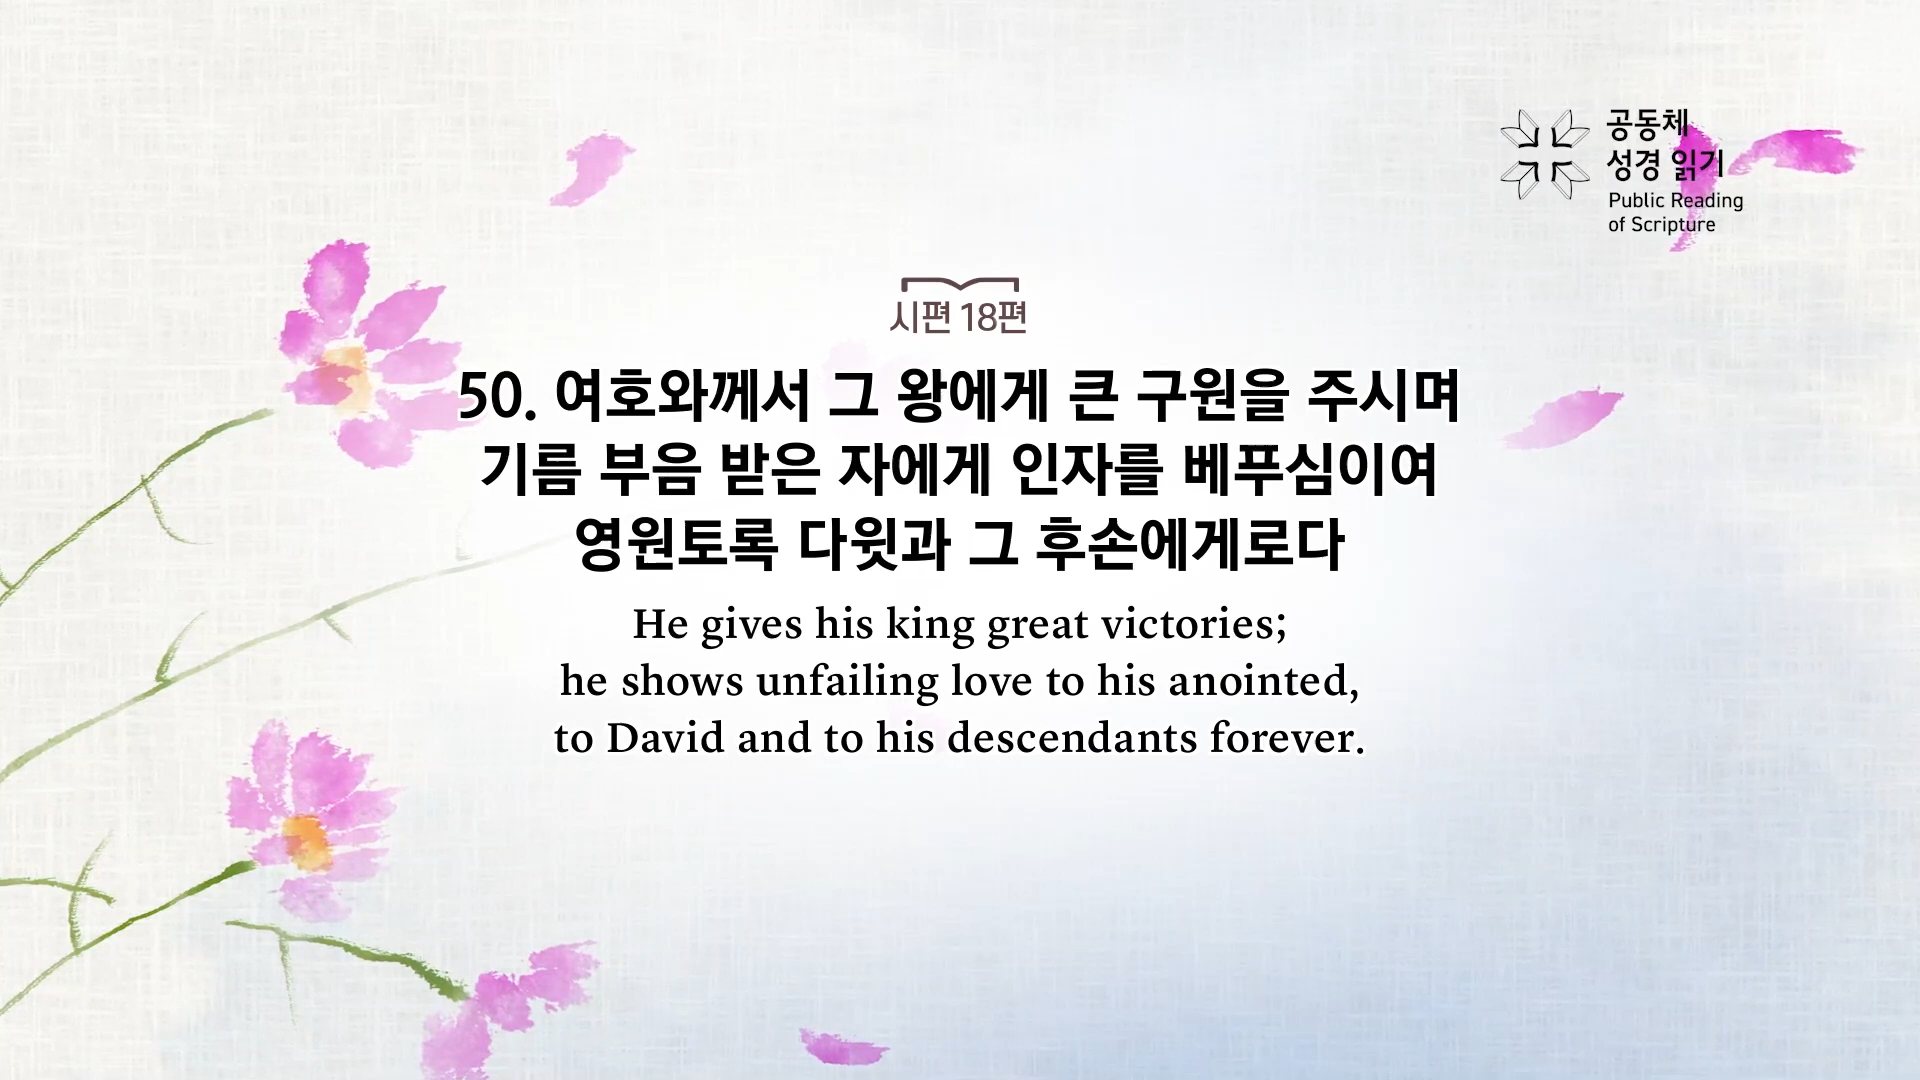 공동체
성경 읽기
Public Reading
of Scripture
시편 18편
50. 여호와께서 그 왕에게 큰 구원을 주시며
기름 부음 받은 자에게 인자를 베푸심이여
영원토록 다윗과 그 후손에게로다
He gives his king great victories;
he shows unfailing love to his anointed,
to David and to his descendants forever.